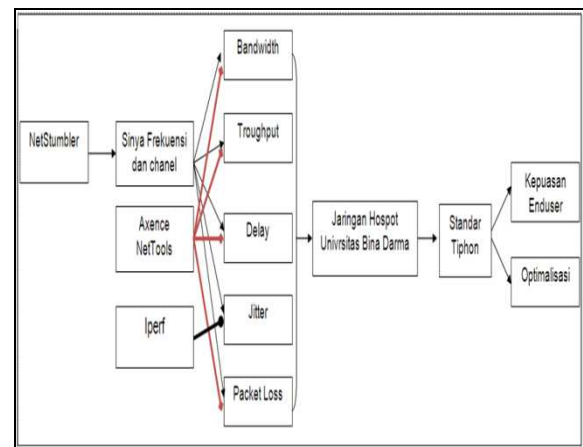 Bandwidth
NetStumbler
Sinya Frekuensi
dan chanel
Troughput
Axence
NetTools
Delay
Iperf
Jitter
Packet Loss
Jaringan Hospot
Univrsitas Bina Darma
Standar
Tiphon
Kepuasan
Enduser
Optimalisasi